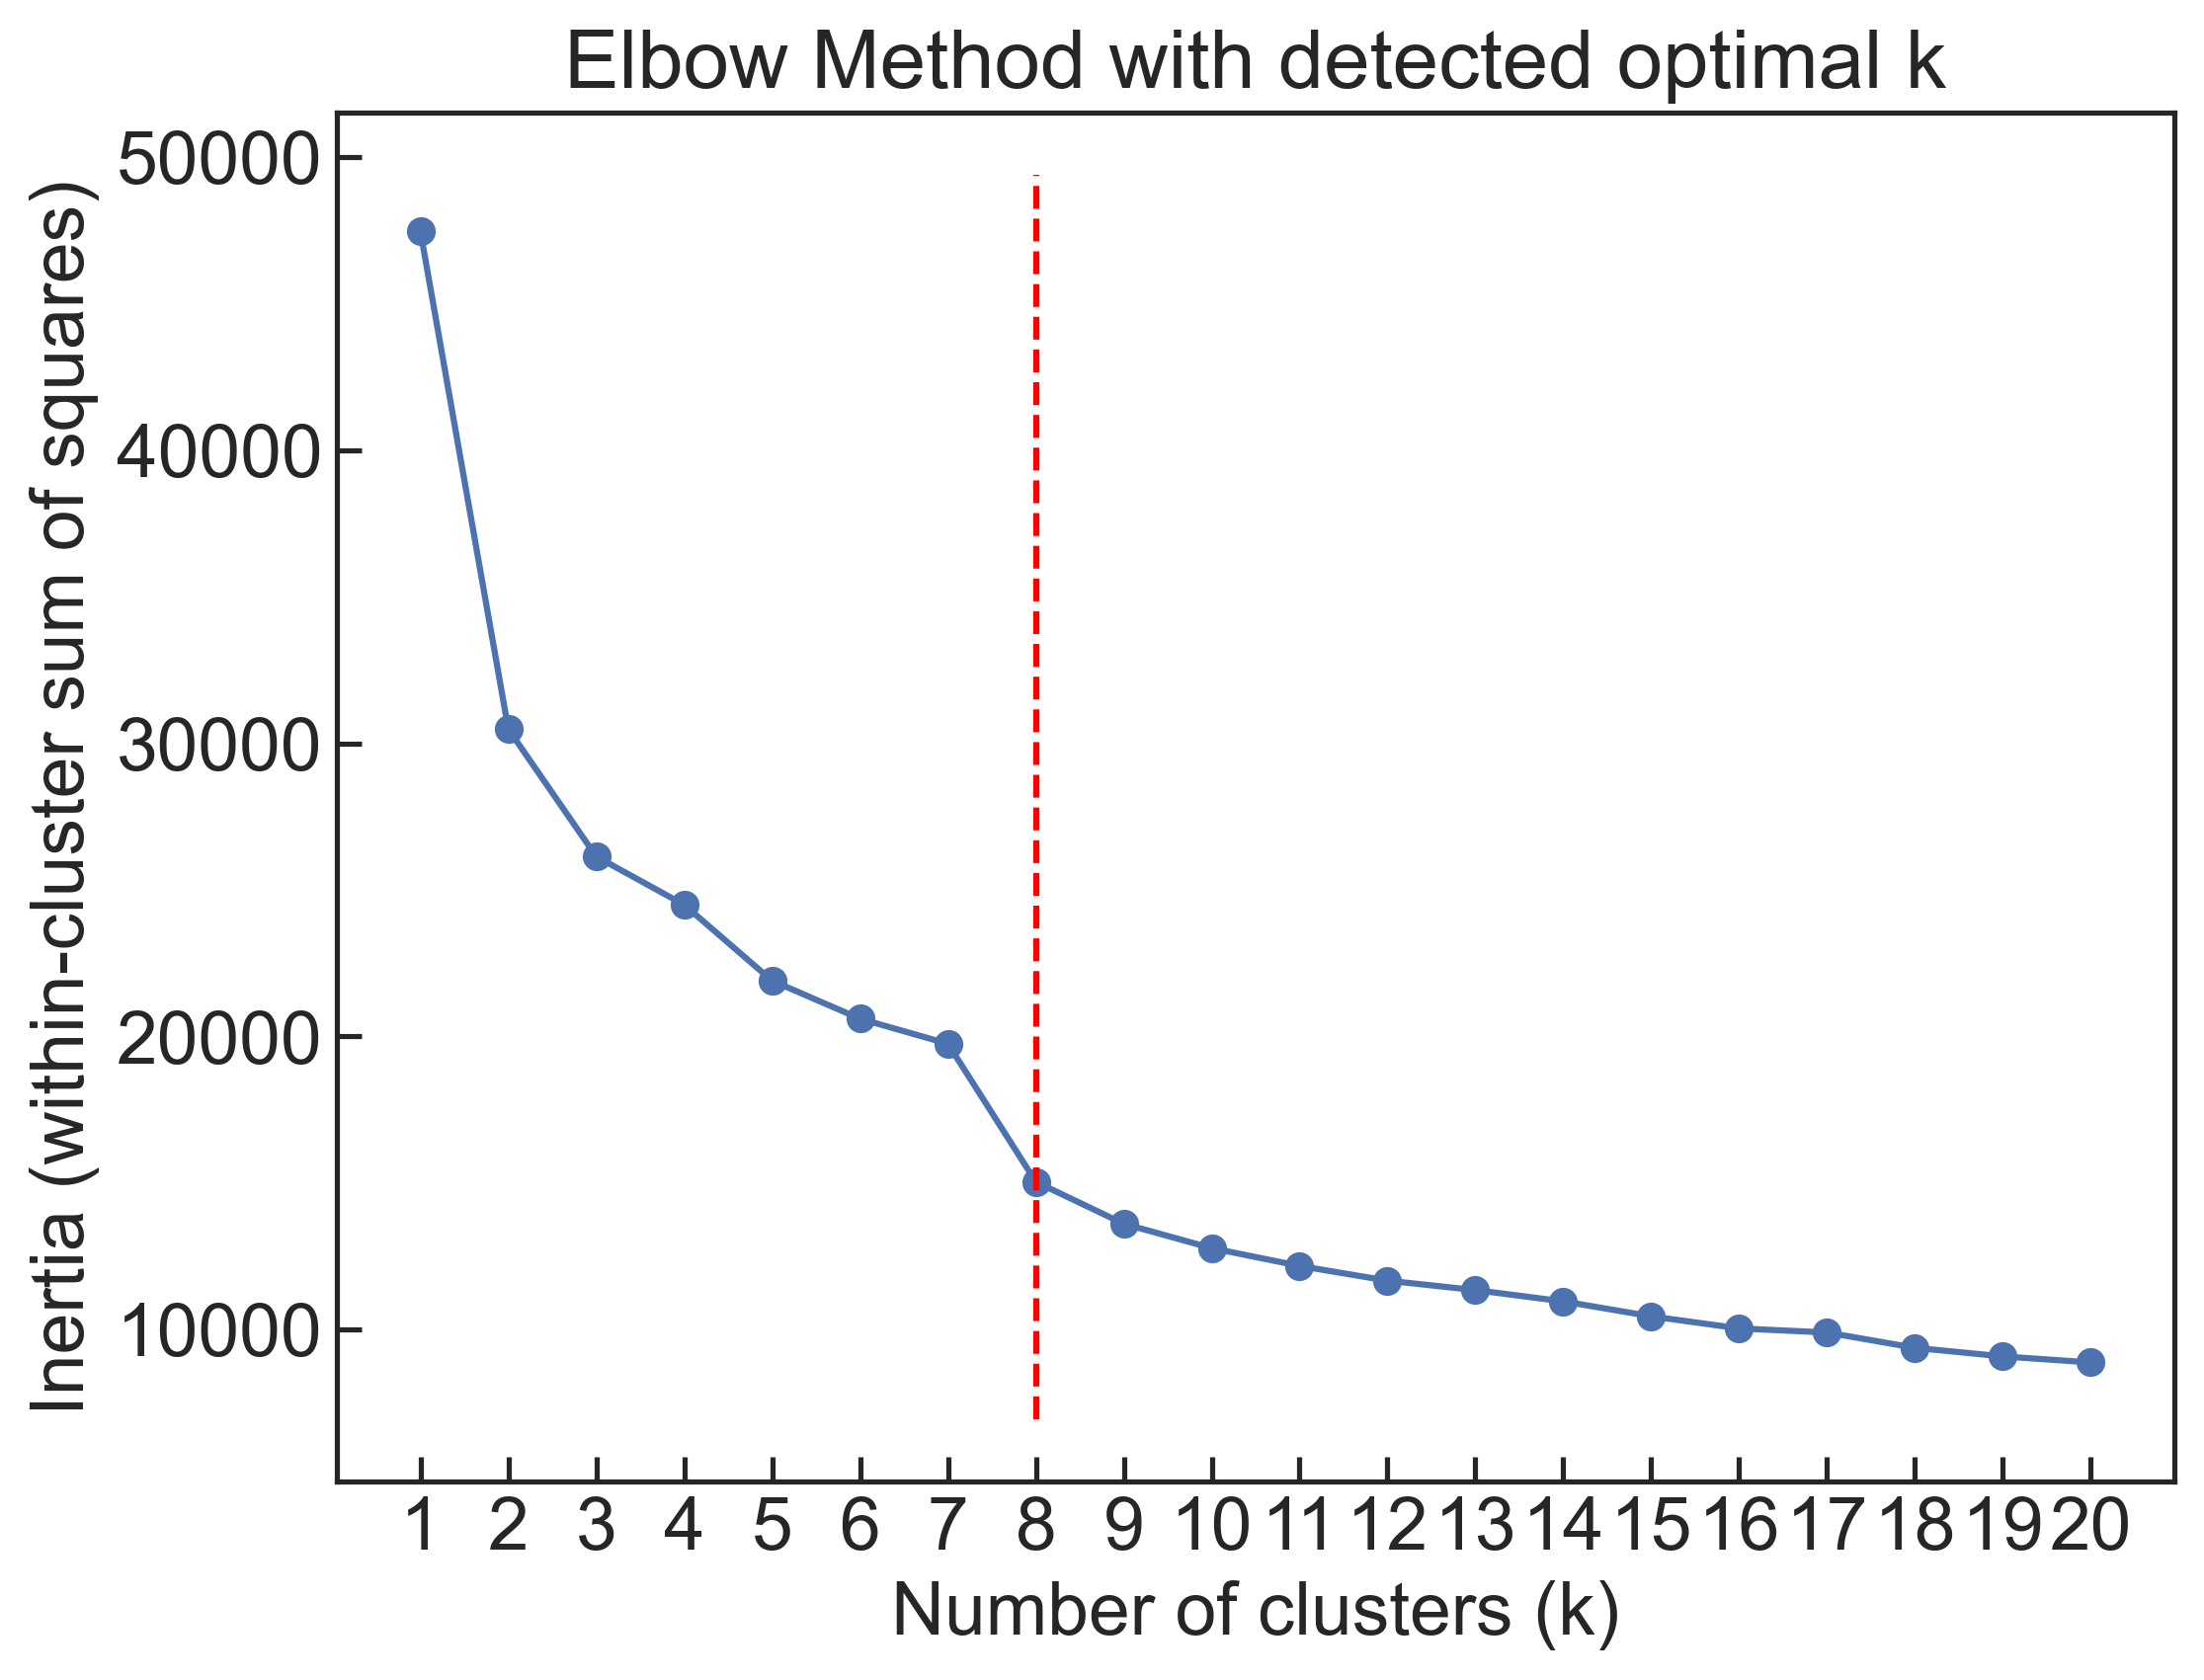 Elbow Method with detected optimal k
Inertia (within-cluster sum of squares)
50000
40000
30000
20000
10000
1 2 3 4 5 6 7 8 9 10 11 12 13 14 15 16 17 18 19 20
Number of clusters (k)